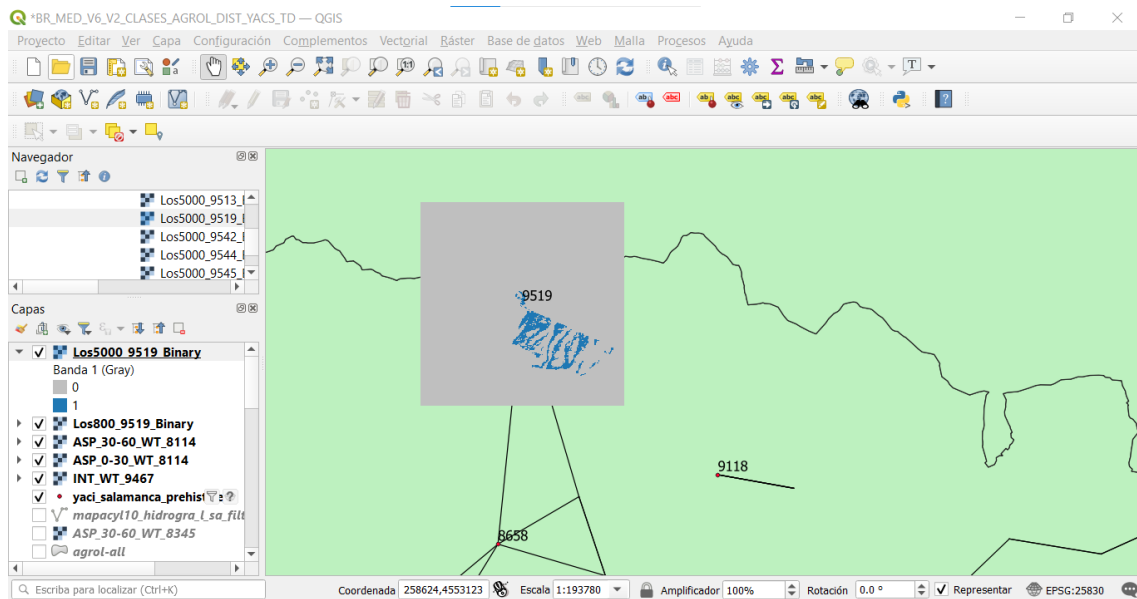 *BR_MED_V6_V2_CLASES_AGROL_DIST_YACS_TD — QGIS
Proyecto Editar Ver Capa Configuración Complementos Vectorial Ráster Base de datos Web Malla Procesos Ayuda
Navegador
Los5000_9513_
Los5000_9519_
Los5000_9542_
Los5000_9544_
Los5000_9545_
Capas
Los5000_9519_Binary
Banda 1 (Gray)
0
1
Los800_9519_Binary
ASP_30-60_WT_8114
ASP_0-30_WT_8114
INT_WT_9467
yaci_salamanca_prehist
mapacyl10_hidrogra_l_sa_filt
ASP_30-60_WT_8345
agrol-all
9519
9118
8658
Escriba para localizar (Ctrl+K) Coordenada 258624,4553123 Escala 1:193780 Amplificador 100% Rotación 0.0 ° Representar EPSG:25830